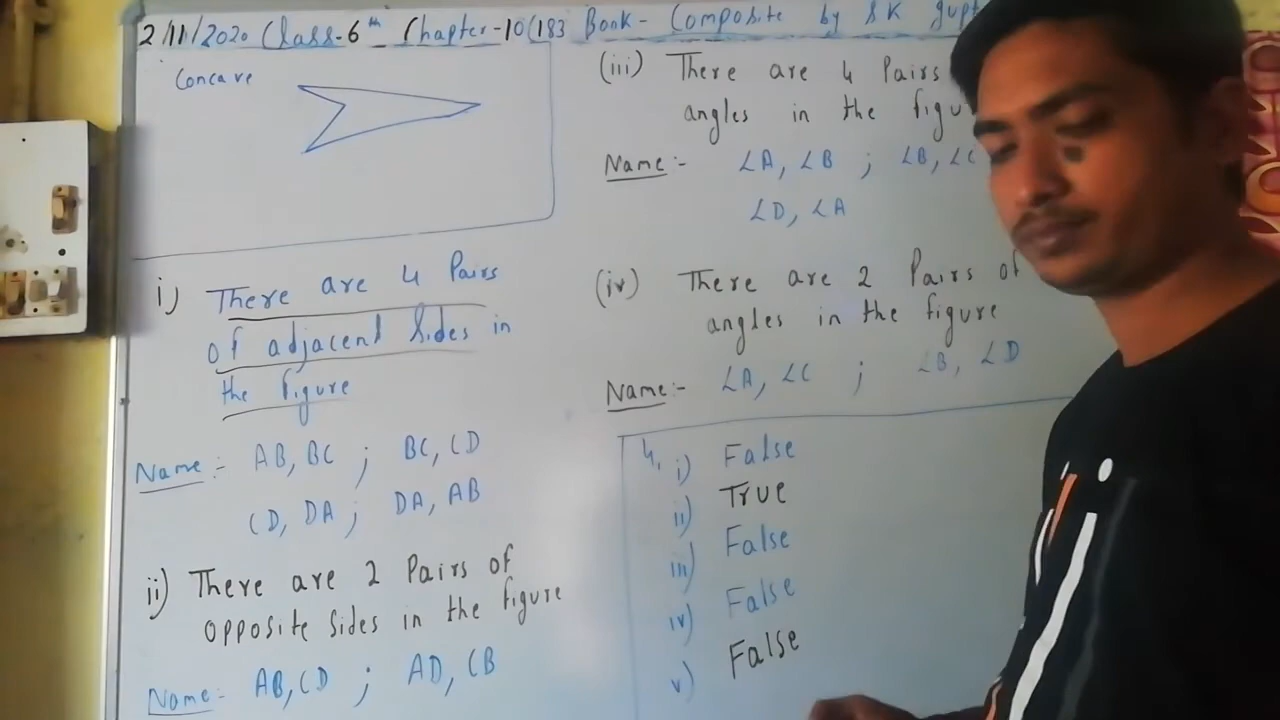 2/11/2020 Class-6th Chapter-10(183 Book- Composite by SK Gupt
Concave
i) There are 4 Pairs
of adjacent Sides in
the figure
Name:- AB, BC ; BC, CD
CD, DA ; DA, AB
ii) There are 2 Pairs of
opposite Sides in the figure
Name:- AB, CD ; AD, CB
(iii) There are 4 Pairs
angles in the figu
Name:- ∠A, ∠B ; ∠B, ∠C
∠D, ∠A
(iv) There are 2 Pairs of
angles in the figure
Name:- ∠A, ∠C ; ∠B, ∠D
4. i) False
ii) True
iii) False
iv) False
v) False